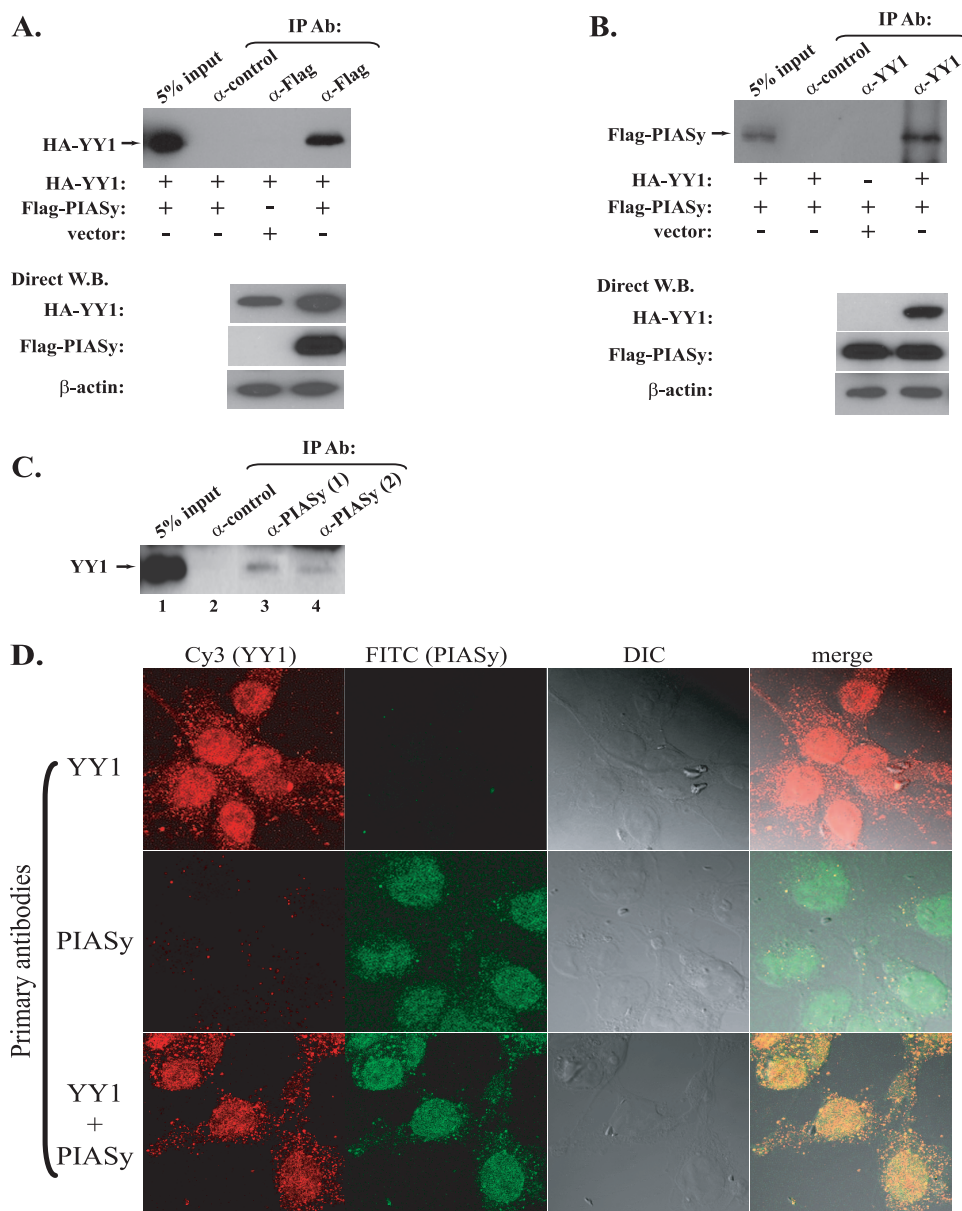 A.
IP Ab:
5% input α-control α-Flag α-Flag
HA-YY1
HA-YY1: + + + +
Flag-PIASy: + + - +
vector: - - + -
Direct W.B.
HA-YY1:
Flag-PIASy:
β-actin:
B.
IP Ab:
5% input α-control α-YY1 α-YY1
Flag-PIASy
HA-YY1: + + - +
Flag-PIASy: + + + +
vector: - - + -
Direct W.B.
HA-YY1:
Flag-PIASy:
β-actin:
C.
IP Ab:
5% input α-control α-PIASy (1) α-PIASy (2)
YY1
1 2 3 4
D.
Cy3 (YY1) FITC (PIASy) DIC merge
Primary antibodies
YY1
PIASy
YY1
+
PIASy